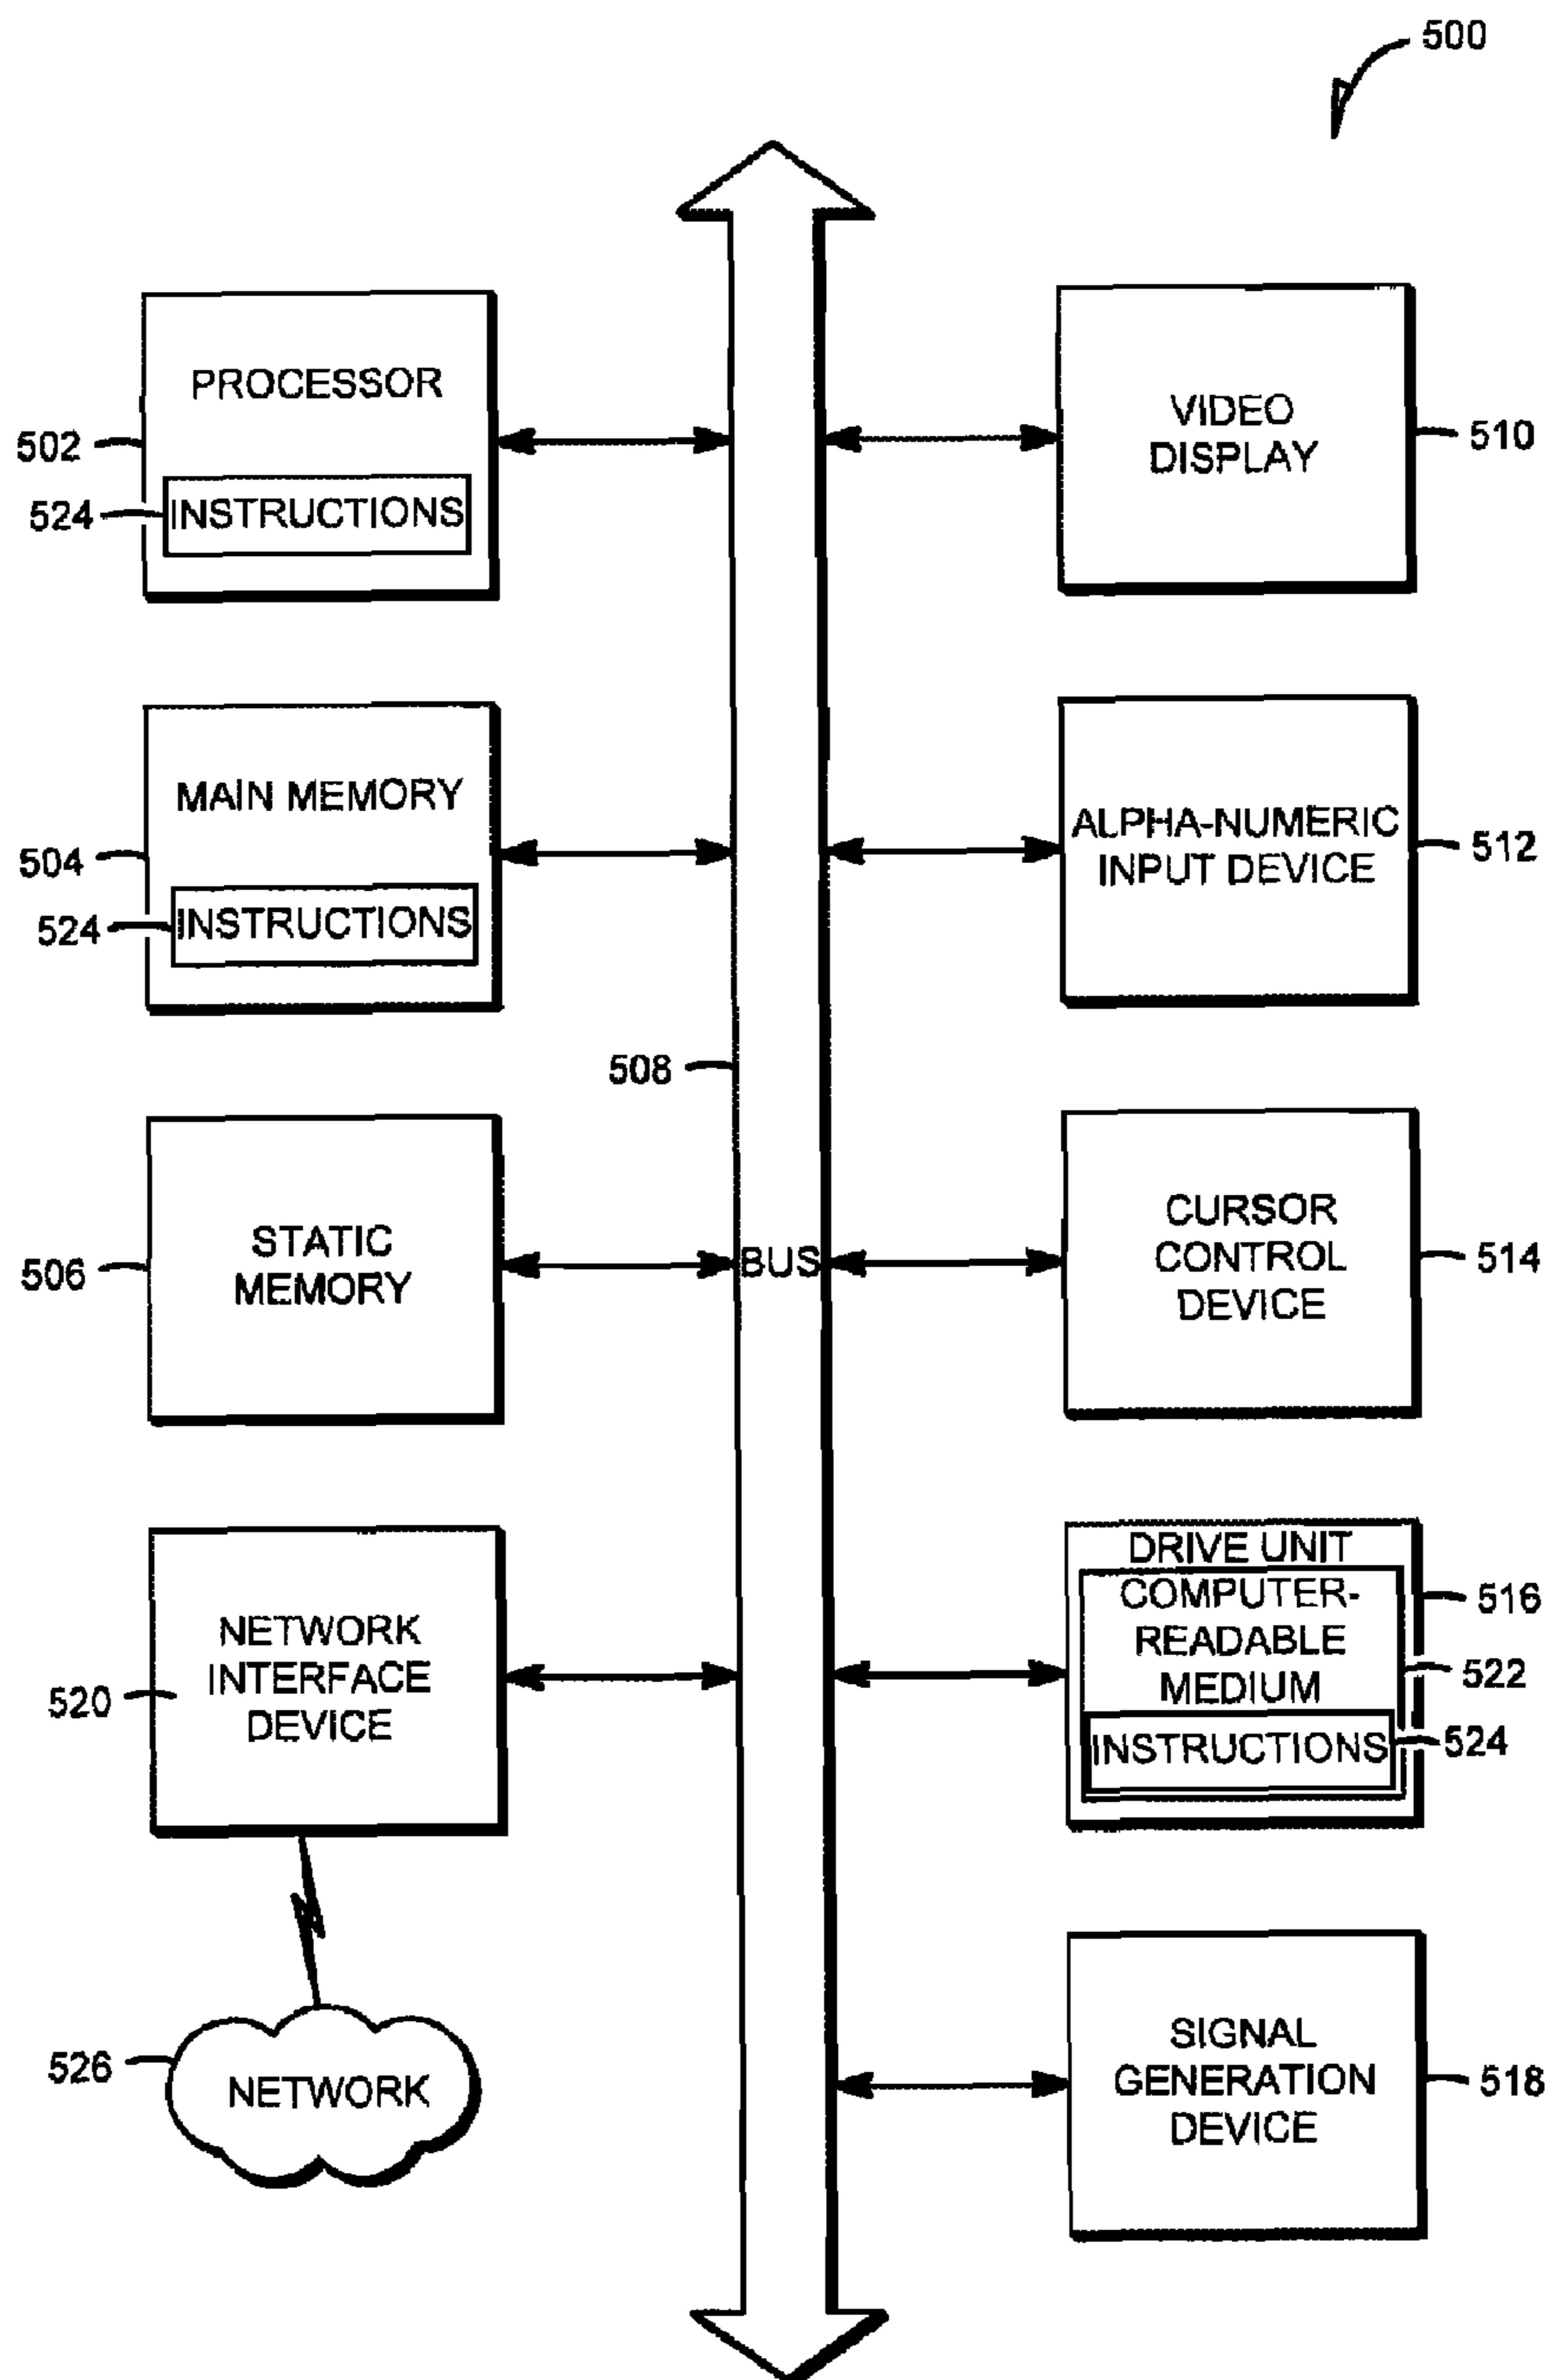 500
PROCESSOR
502
524
INSTRUCTIONS
VIDEO
DISPLAY
510
MAIN MEMORY
504
524
INSTRUCTIONS
ALPHA-NUMERIC
INPUT DEVICE
512
508
STATIC
MEMORY
506
BUS
CURSOR
CONTROL
DEVICE
514
NETWORK
INTERFACE
DEVICE
520
DRIVE UNIT
COMPUTER-
READABLE
MEDIUM
INSTRUCTIONS
516
522
524
526
NETWORK
SIGNAL
GENERATION
DEVICE
518